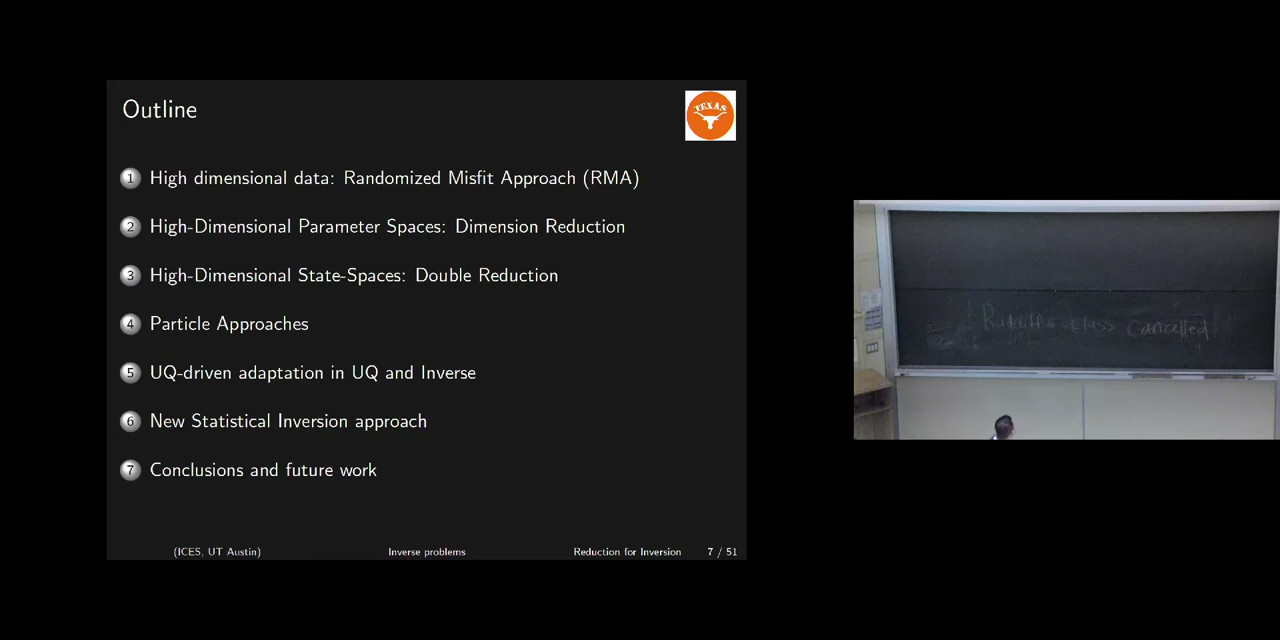 Outline
TEXAS
1 High dimensional data: Randomized Misfit Approach (RMA)
2 High-Dimensional Parameter Spaces: Dimension Reduction
3 High-Dimensional State-Spaces: Double Reduction
4 Particle Approaches
5 UQ-driven adaptation in UQ and Inverse
6 New Statistical Inversion approach
7 Conclusions and future work
(ICES, UT Austin) Inverse problems Reduction for Inversion 7 / 51
Class Cancelled